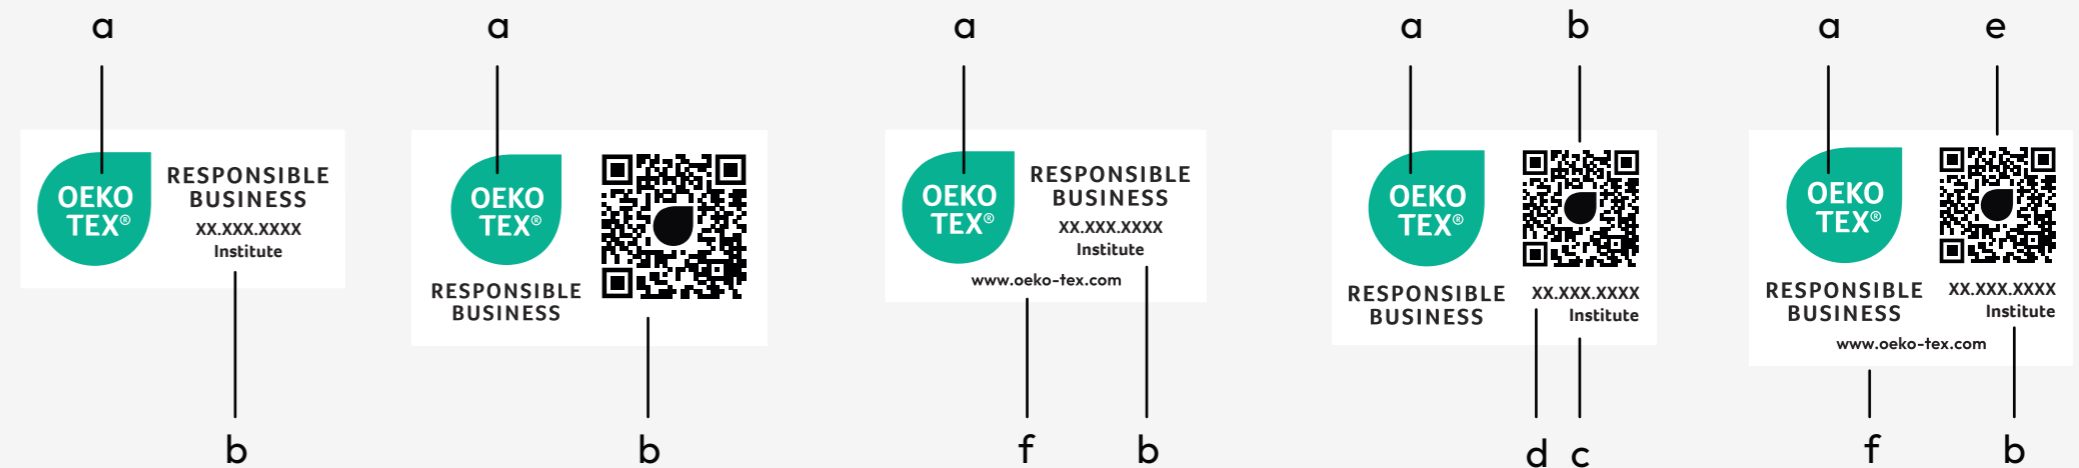 a
a
a
a
b
a
e
OEKO
TEX®
RESPONSIBLE
BUSINESS
XX.XXX.XXXX
Institute
b
OEKO
TEX®
RESPONSIBLE
BUSINESS
b
OEKO
TEX®
RESPONSIBLE
BUSINESS
XX.XXX.XXXX
Institute
www.oeko-tex.com
f
b
OEKO
TEX®
RESPONSIBLE
BUSINESS
XX.XXX.XXXX
Institute
d
c
OEKO
TEX®
RESPONSIBLE
BUSINESS
XX.XXX.XXXX
Institute
www.oeko-tex.com
f
b